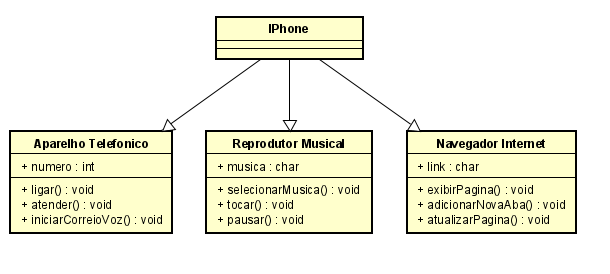 IPhone
Aparelho Telefonico
+ numero : int
+ ligar() : void
+ atender() : void
+ iniciarCorreioVoz() : void
Reprodutor Musical
+ musica : char
+ selecionarMusica() : void
+ tocar() : void
+ pausar() : void
Navegador Internet
+ link : char
+ exibirPagina() : void
+ adicionarNovaAba() : void
+ atualizarPagina() : void